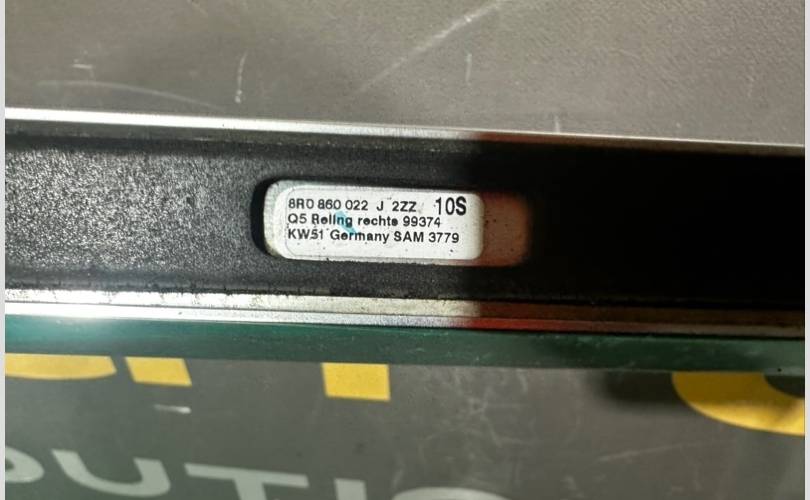 8R0 860 022 J 2ZZ 10S
Q5 Reling rechts 99374
KW51 Germany SAM 3779